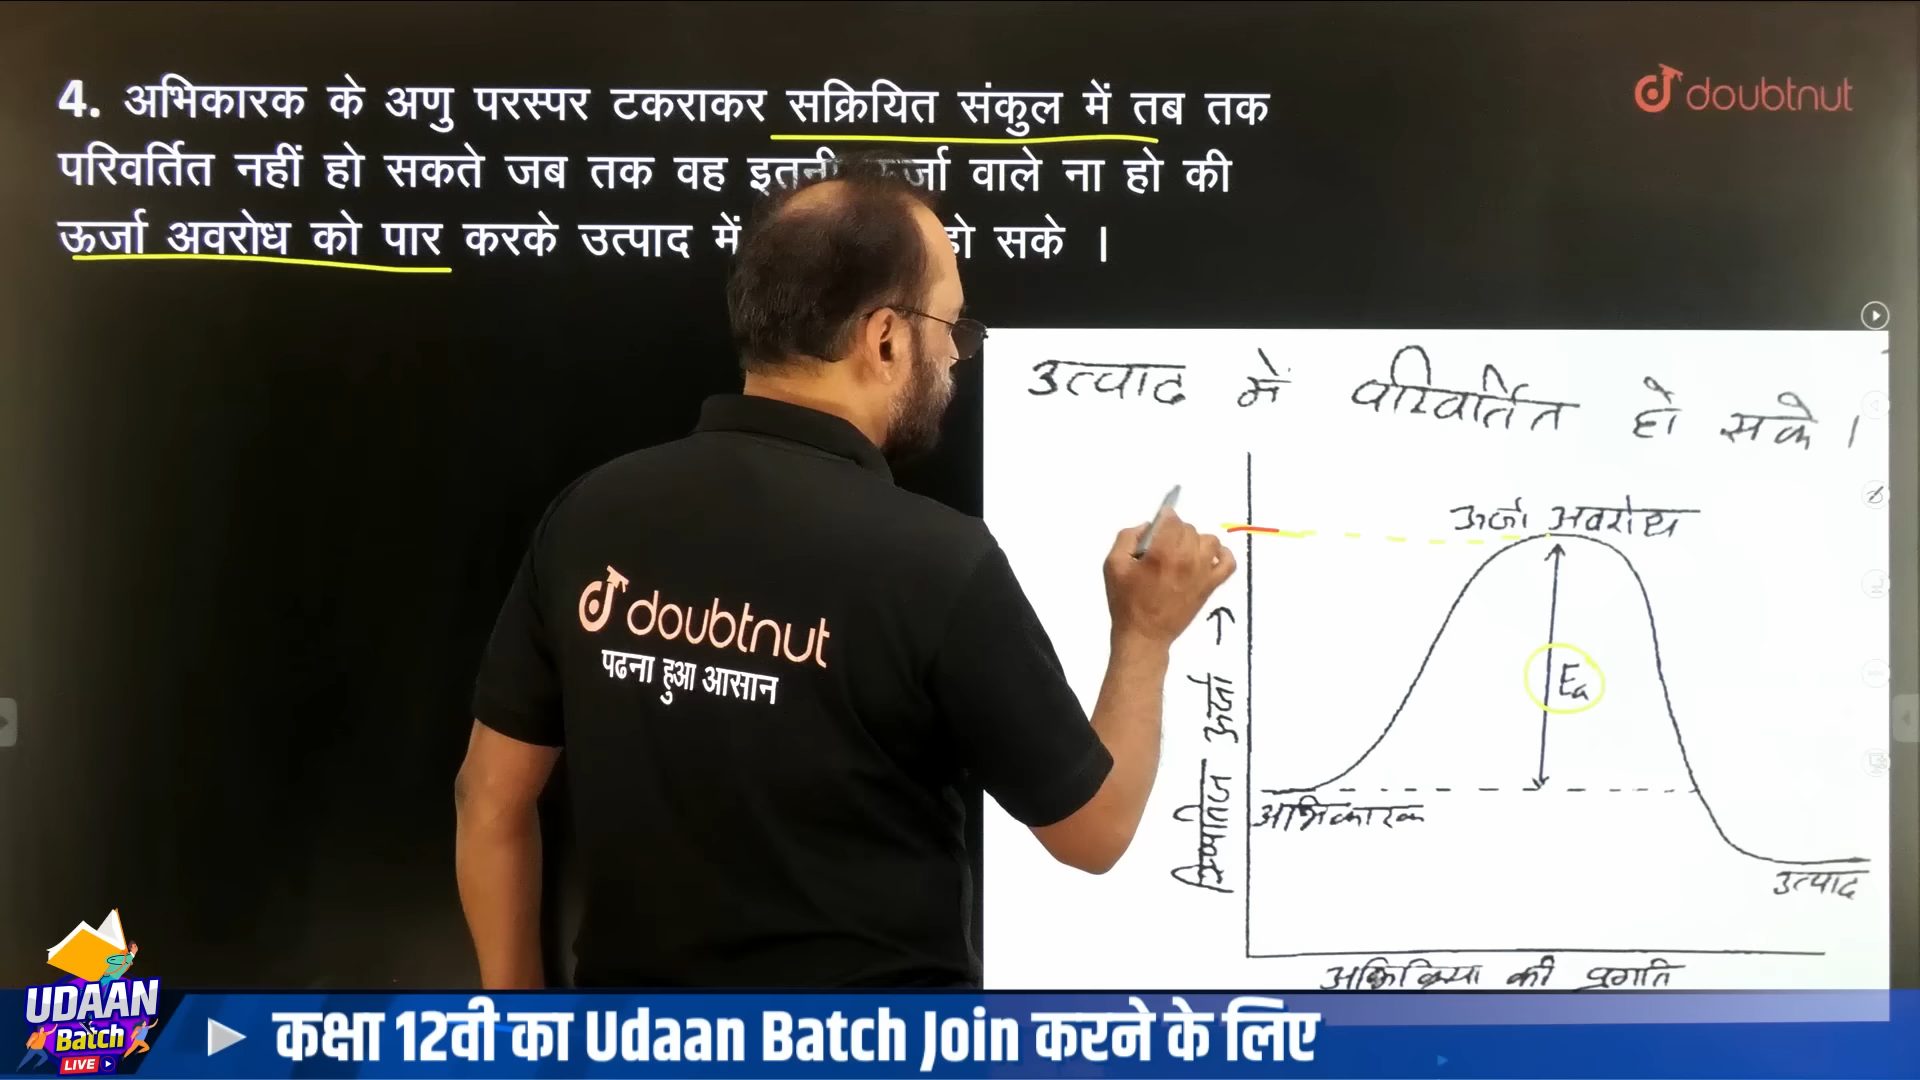 4. अभिकारक के अणु परस्पर टकराकर सक्रियित संकुल में तब तक
परिवर्तित नहीं हो सकते जब तक वह इतनी वाले ना हो की
ऊर्जा अवरोध को पार करके उत्पाद में हो सके ।
doubtnut
उत्पाद में परिवर्तित हो सके ।
ऊर्जा अवरोध
Ea
स्थितिज ऊर्जा →
अभिकारक
उत्पाद
अभिक्रिया की प्रगति
doubtnut
पढना हुआ आसान
UDAAN
Batch
LIVE
कक्षा 12वी का Udaan Batch Join करने के लिए